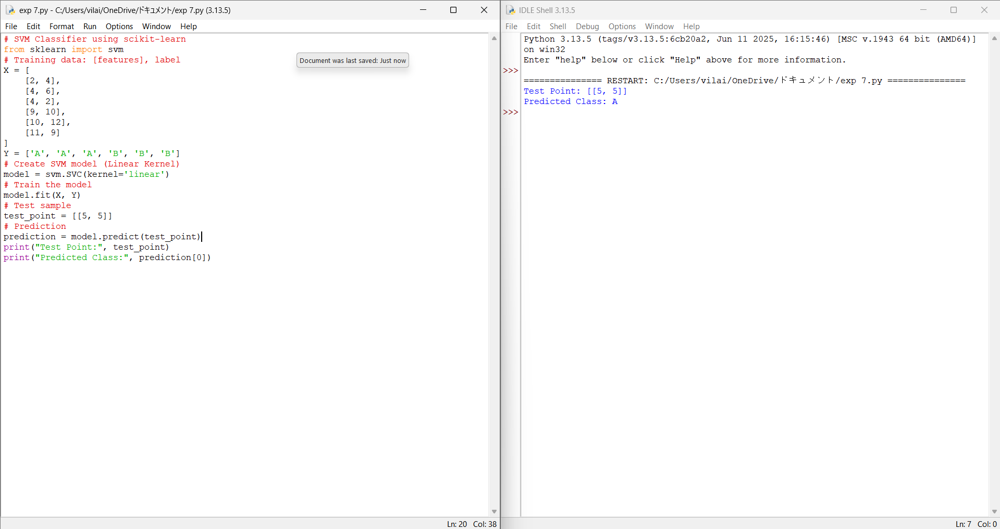 exp 7.py - C:/Users/vilai/OneDrive/ドキュメント/exp 7.py (3.13.5)
File Edit Format Run Options Window Help
# SVM Classifier using scikit-learn
from sklearn import svm
# Training data: [features], label
Document was last saved: Just now
X = [
    [2, 4],
    [4, 6],
    [4, 2],
    [9, 10],
    [10, 12],
    [11, 9]
]
Y = ['A', 'A', 'A', 'B', 'B', 'B']
# Create SVM model (Linear Kernel)
model = svm.SVC(kernel='linear')
# Train the model
model.fit(X, Y)
# Test sample
test_point = [[5, 5]]
# Prediction
prediction = model.predict(test_point)
print("Test Point:", test_point)
print("Predicted Class:", prediction[0])
Ln: 20 Col: 38
IDLE Shell 3.13.5
File Edit Shell Debug Options Window Help
Python 3.13.5 (tags/v3.13.5:6cb20a2, Jun 11 2025, 16:15:46) [MSC v.1943 64 bit (AMD64)]
on win32
Enter "help" below or click "Help" above for more information.
>>>
=============== RESTART: C:/Users/vilai/OneDrive/ドキュメント/exp 7.py ===============
Test Point: [[5, 5]]
Predicted Class: A
>>>
Ln: 7 Col: 0